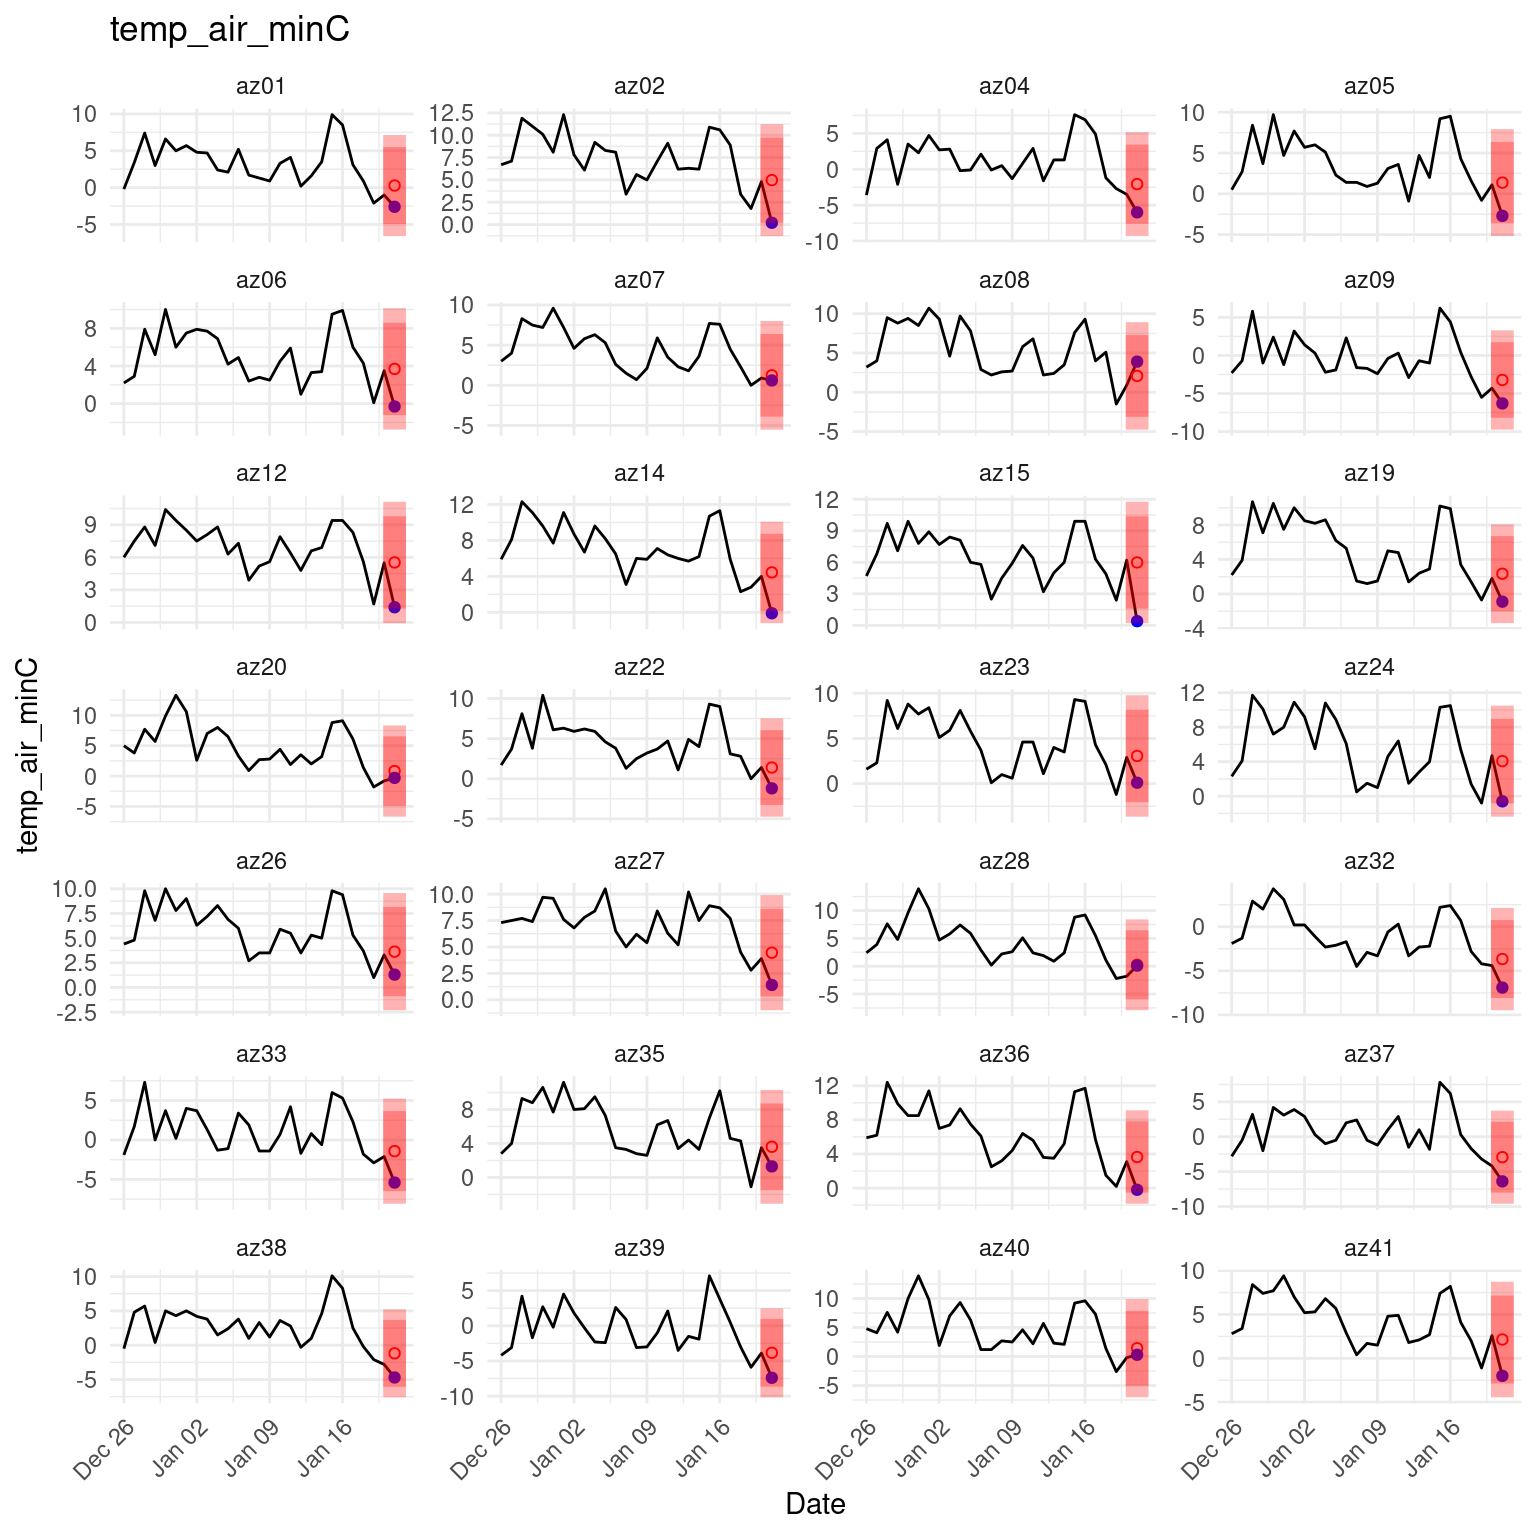 temp_air_minC
az01 az02 az04 az05
10 5 0 -5
12.5 10.0 7.5 5.0 2.5 0.0
5 0 -5 -10
10 5 0 -5
az06 az07 az08 az09
8 4 0
10 5 0 -5
10 5 0 -5
5 0 -5 -10
az12 az14 az15 az19
9 6 3 0
12 8 4 0
12 9 6 3 0
8 4 0 -4
az20 az22 az23 az24
10 5 0 -5
10 5 0 -5
10 5 0
12 8 4 0
az26 az27 az28 az32
10.0 7.5 5.0 2.5 0.0 -2.5
10.0 7.5 5.0 2.5 0.0
10 5 0 -5
0 -5 -10
az33 az35 az36 az37
5 0 -5
8 4 0
12 8 4 0
5 0 -5 -10
az38 az39 az40 az41
10 5 0 -5
5 0 -5 -10
10 5 0 -5
10 5 0 -5
Dec 26 Jan 02 Jan 09 Jan 16
Dec 26 Jan 02 Jan 09 Jan 16
Dec 26 Jan 02 Jan 09 Jan 16
Dec 26 Jan 02 Jan 09 Jan 16
Date
temp_air_minC